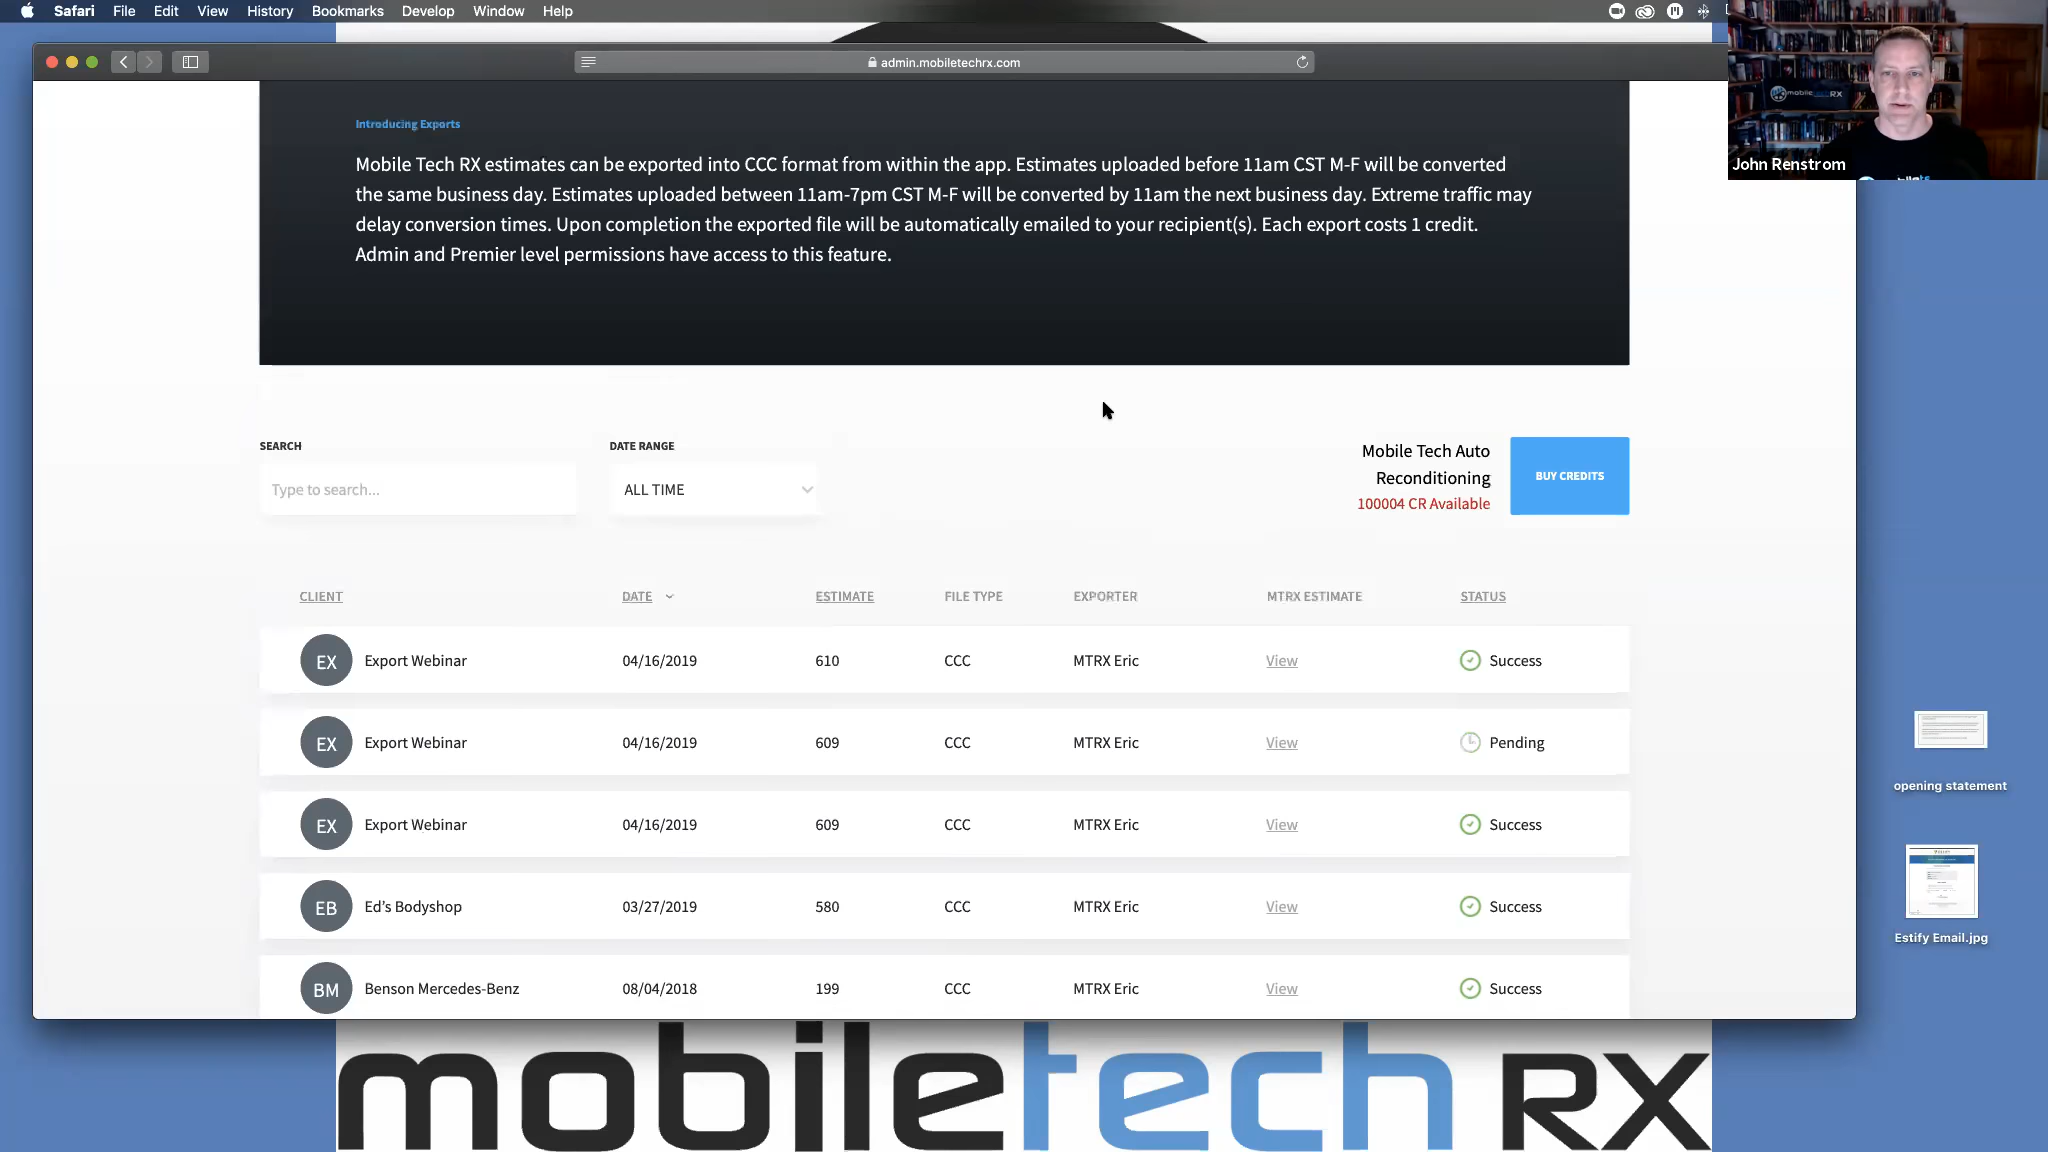 Safari File Edit View History Bookmarks Develop Window Help
admin.mobiletechrx.com
mobiletechRX
John Renstrom
Introducing Exports
Mobile Tech RX estimates can be exported into CCC format from within the app. Estimates uploaded before 11am CST M-F will be converted
the same business day. Estimates uploaded between 11am-7pm CST M-F will be converted by 11am the next business day. Extreme traffic may
delay conversion times. Upon completion the exported file will be automatically emailed to your recipient(s). Each export costs 1 credit.
Admin and Premier level permissions have access to this feature.
SEARCH
Type to search...
DATE RANGE
ALL TIME
Mobile Tech Auto
Reconditioning
100004 CR Available
BUY CREDITS
CLIENT DATE ESTIMATE FILE TYPE EXPORTER MTRX ESTIMATE STATUS
EX Export Webinar 04/16/2019 610 CCC MTRX Eric View Success
EX Export Webinar 04/16/2019 609 CCC MTRX Eric View Pending
EX Export Webinar 04/16/2019 609 CCC MTRX Eric View Success
EB Ed's Bodyshop 03/27/2019 580 CCC MTRX Eric View Success
BM Benson Mercedes-Benz 08/04/2018 199 CCC MTRX Eric View Success
opening statement
Estify Email.jpg
mobiletech RX